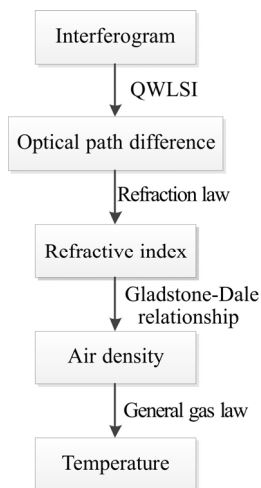 Interferogram
QWLSI
Optical path difference
Refraction law
Refractive index
Gladstone-Dale
relationship
Air density
General gas law
Temperature